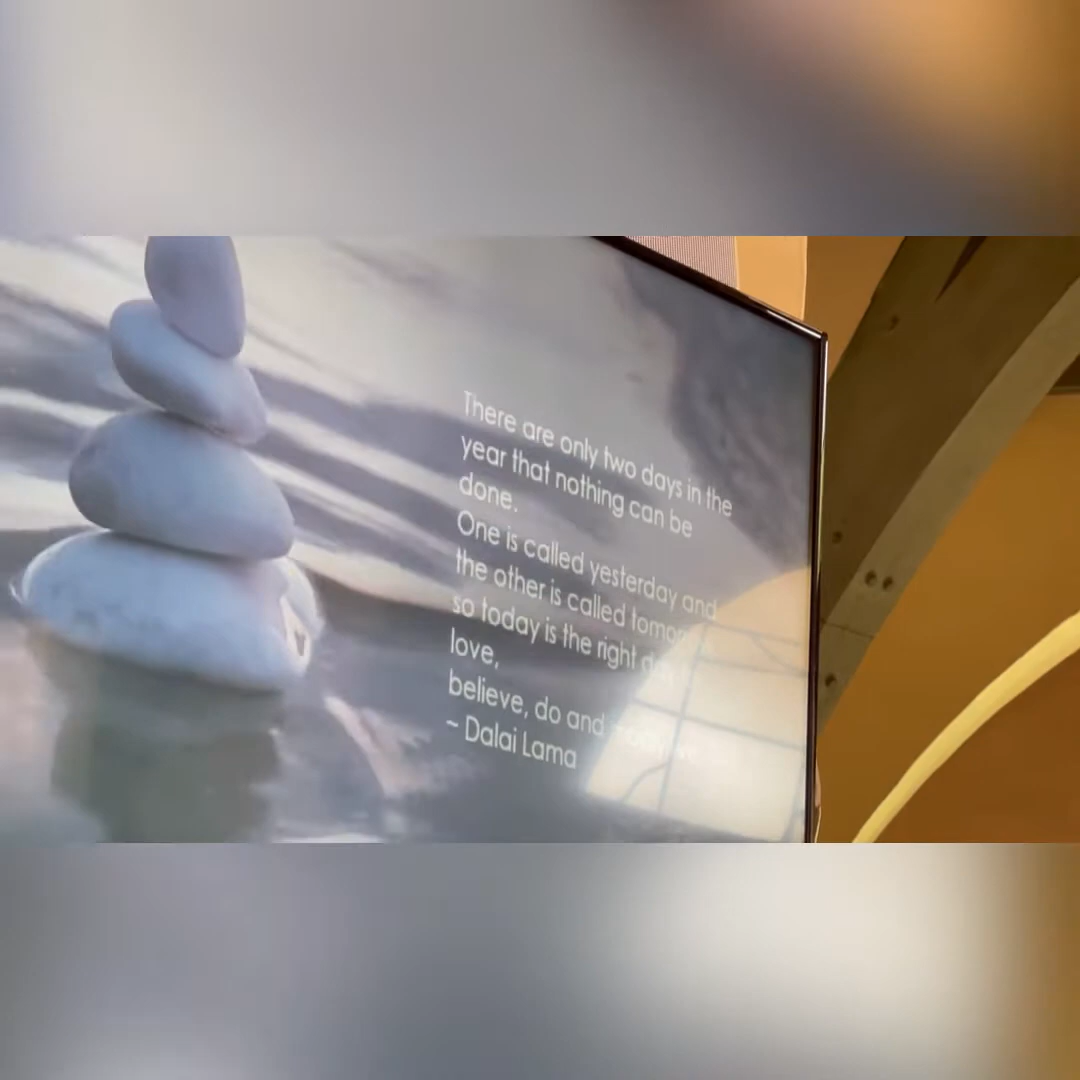 There are only two days in the
year that nothing can be
done.
One is called yesterday and
the other is called
so today is the right
love,
believe, do and
~ Dalai Lama